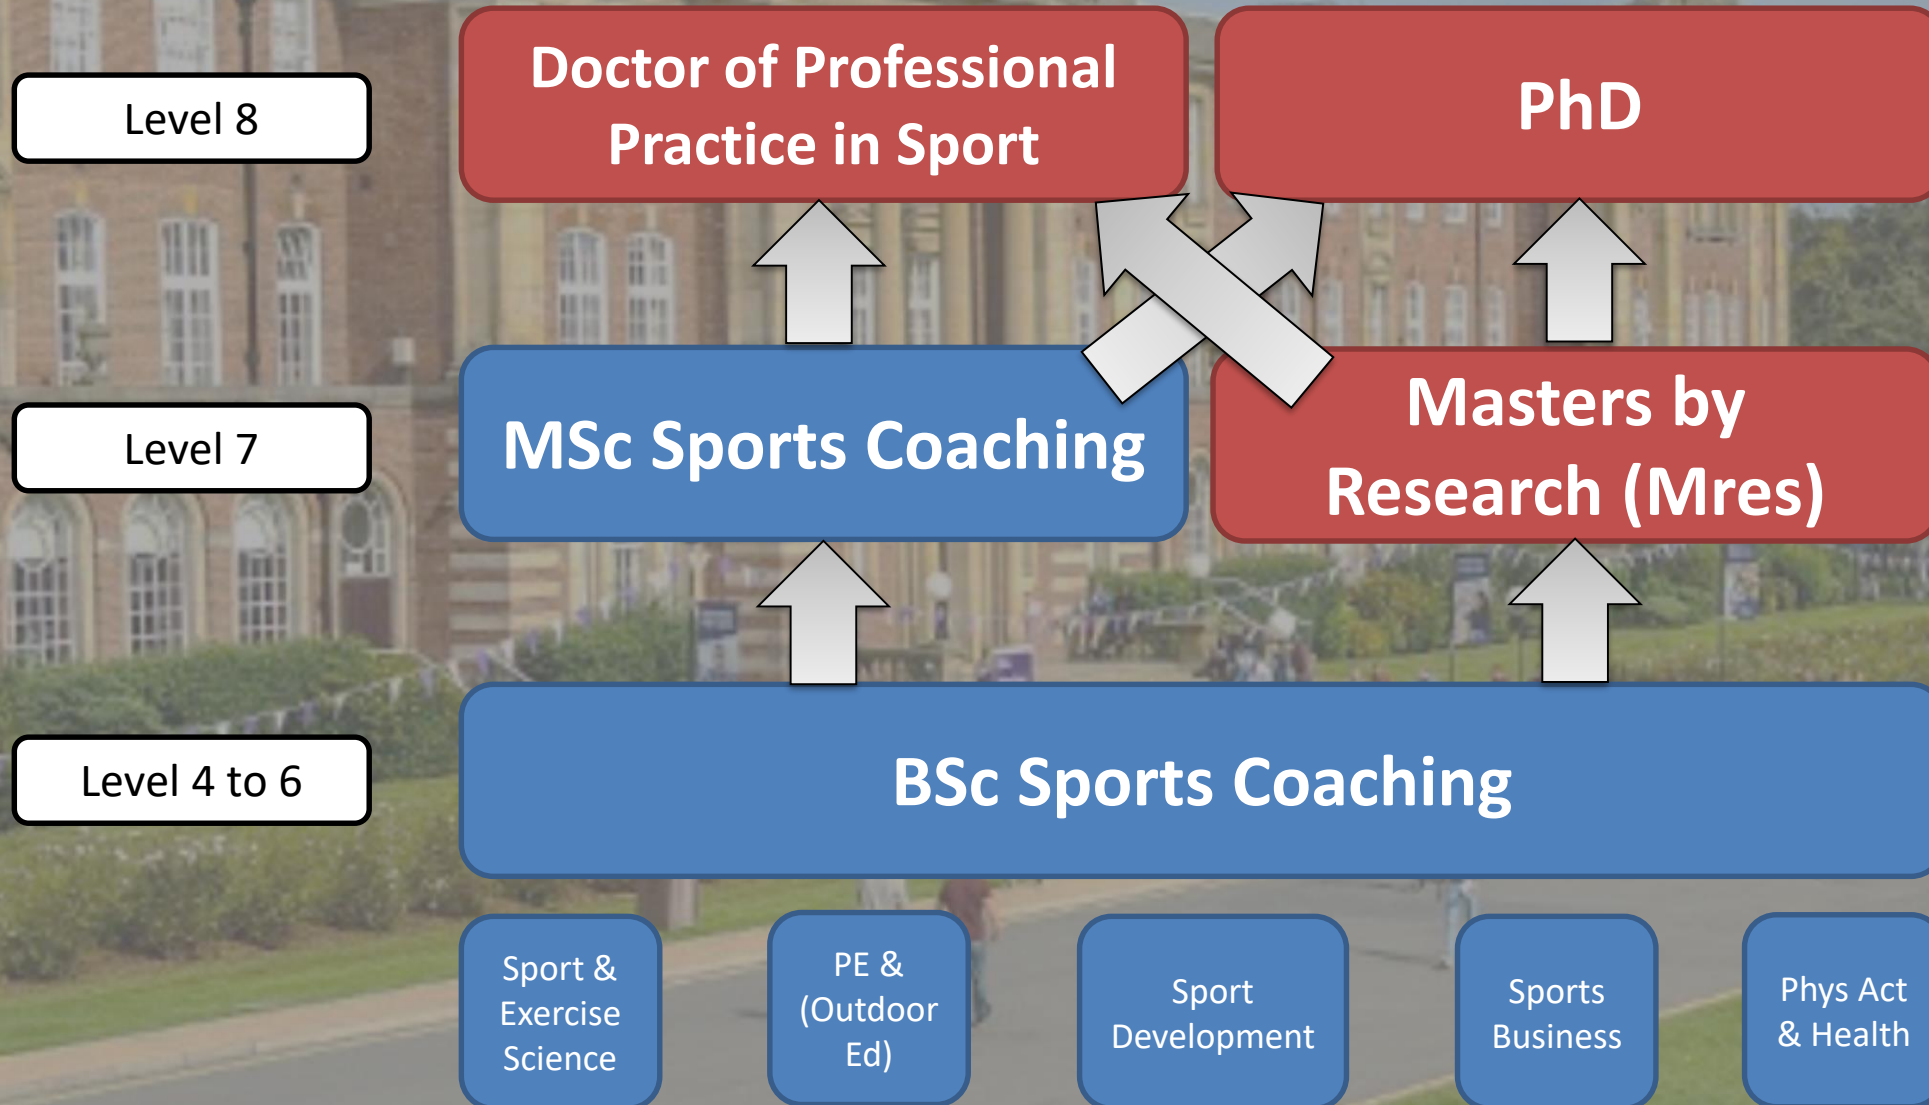 Level 8
Doctor of Professional
Practice in Sport
PhD
Level 7
MSc Sports Coaching
Masters by
Research (Mres)
Level 4 to 6
BSc Sports Coaching
Sport &
Exercise
Science
PE &
(Outdoor
Ed)
Sport
Development
Sports
Business
Phys Act
& Health